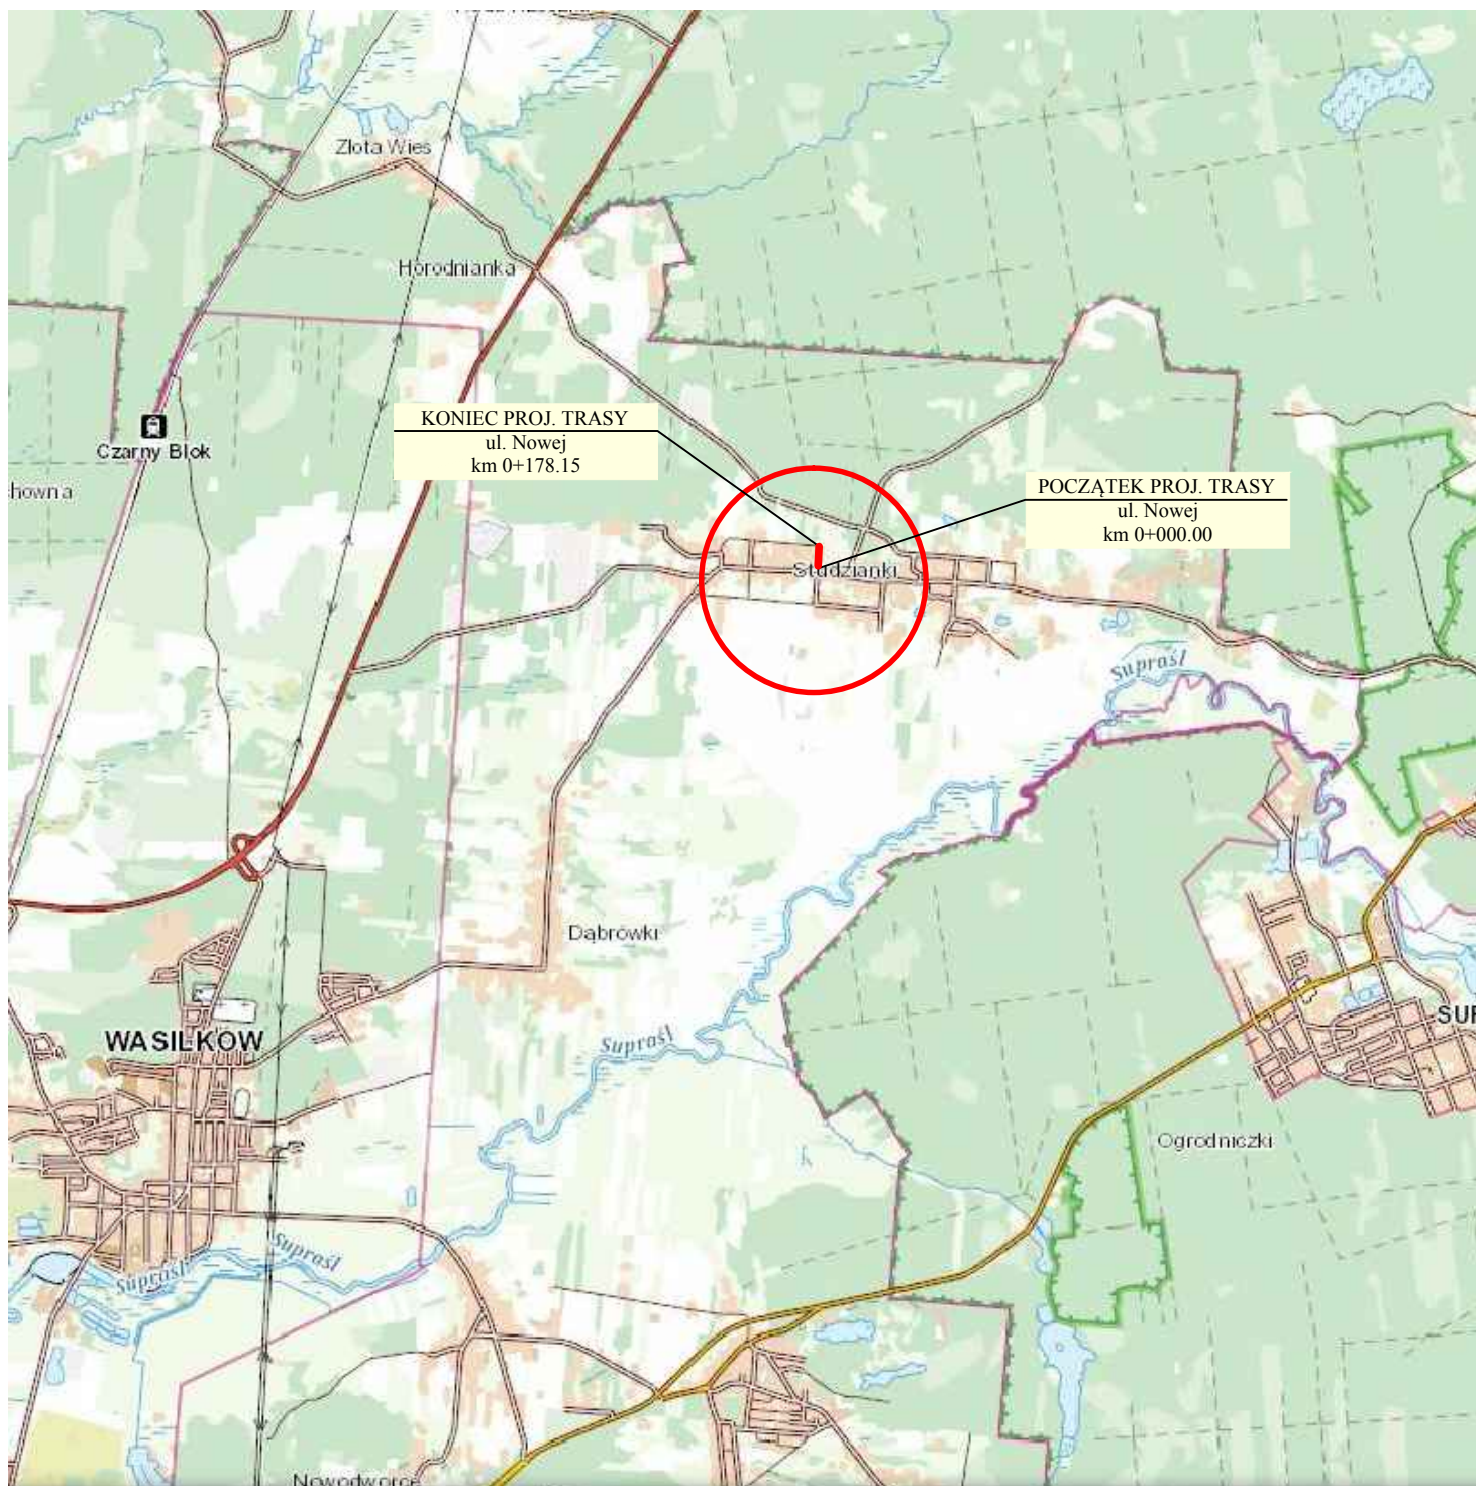 Złota Wieś
Horodnianka
KONIEC PROJ. TRASY
ul. Nowej
km 0+178.15
Czarny Blok
POCZĄTEK PROJ. TRASY
ul. Nowej
km 0+000.00
Studzianki
Supraśl
Dąbrówki
WASILKÓW
Supraśl
SUP
Ogrodniczki
Supraśl
Supraśl
Nowodworce